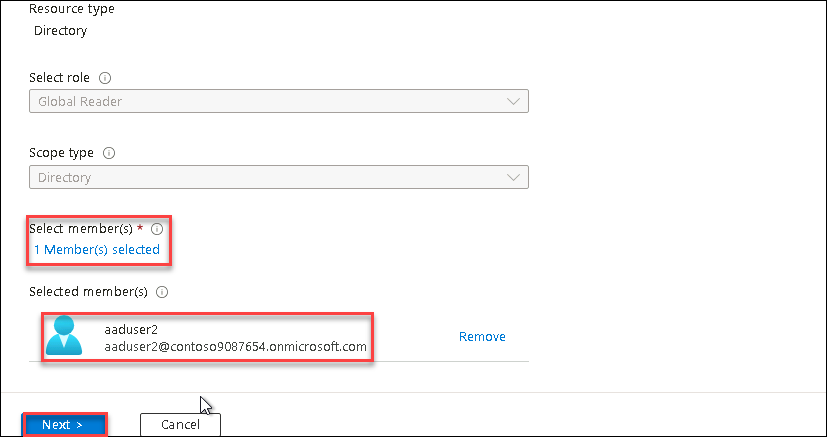 Resource type
Directory
Select role
Global Reader
Scope type
Directory
Select member(s) *
1 Member(s) selected
Selected member(s)
aaduser2
aaduser2@contoso9087654.onmicrosoft.com
Remove
Next >
Cancel